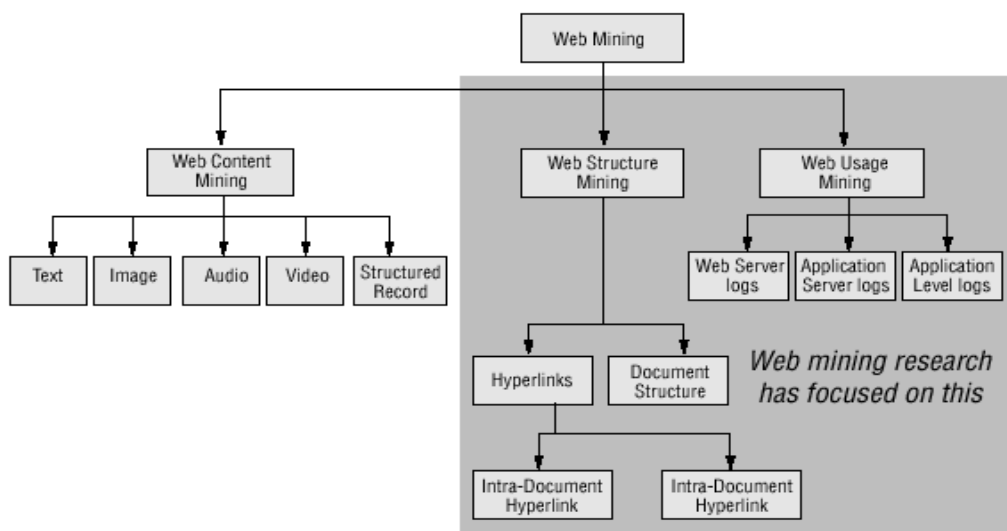 Web Mining
Web Content
Mining
Web Structure
Mining
Web Usage
Mining
Text
Image
Audio
Video
Structured
Record
Web Server
logs
Application
Server logs
Application
Level logs
Hyperlinks
Document
Structure
Web mining research
has focused on this
Intra-Document
Hyperlink
Intra-Document
Hyperlink